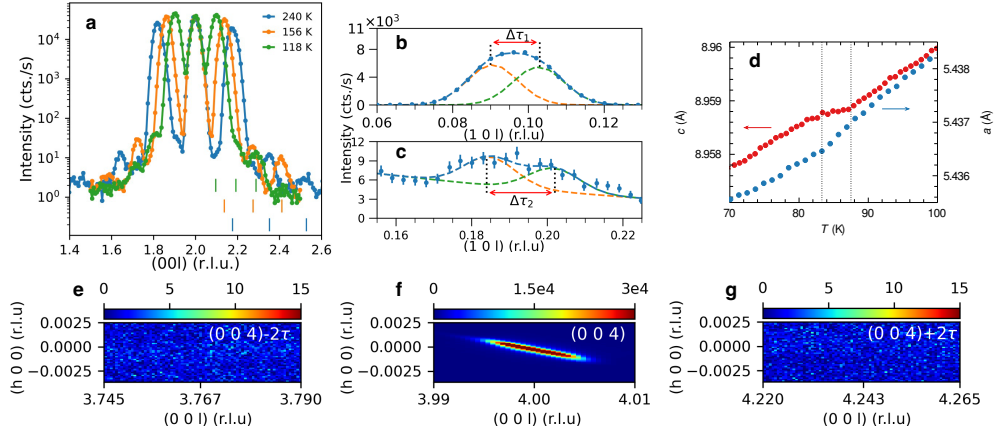 a
240 K
156 K
118 K
Intensity (cts./s)
10⁴
10³
10²
10¹
10⁰
1.4 1.6 1.8 2.0 2.2 2.4 2.6
(00l) (r.l.u.)
11×10³
8
4
0
b
Δτ₁
Intensity (cts./s)
0.06 0.08 0.10 0.12
(1 0 l) (r.l.u)
12
9
6
3
0
c
Δτ₂
0.16 0.18 0.20 0.22
(1 0 l) (r.l.u)
d
8.96
8.959
8.958
c (Å)
5.438
5.437
5.436
a (Å)
70 80 90 100
T (K)
e
0 5 10 15
(h 0 0) (r.l.u)
0.0025
0.0000
−0.0025
(0 0 4)-2τ
3.745 3.767 3.790
(0 0 l) (r.l.u)
f
0 1.5e4 3e4
(h 0 0) (r.l.u)
0.0025
0.0000
−0.0025
(0 0 4)
3.99 4.00 4.01
(0 0 l) (r.l.u)
g
0 5 10 15
(h 0 0) (r.l.u)
0.0025
0.0000
−0.0025
(0 0 4)+2τ
4.220 4.243 4.265
(0 0 l) (r.l.u)